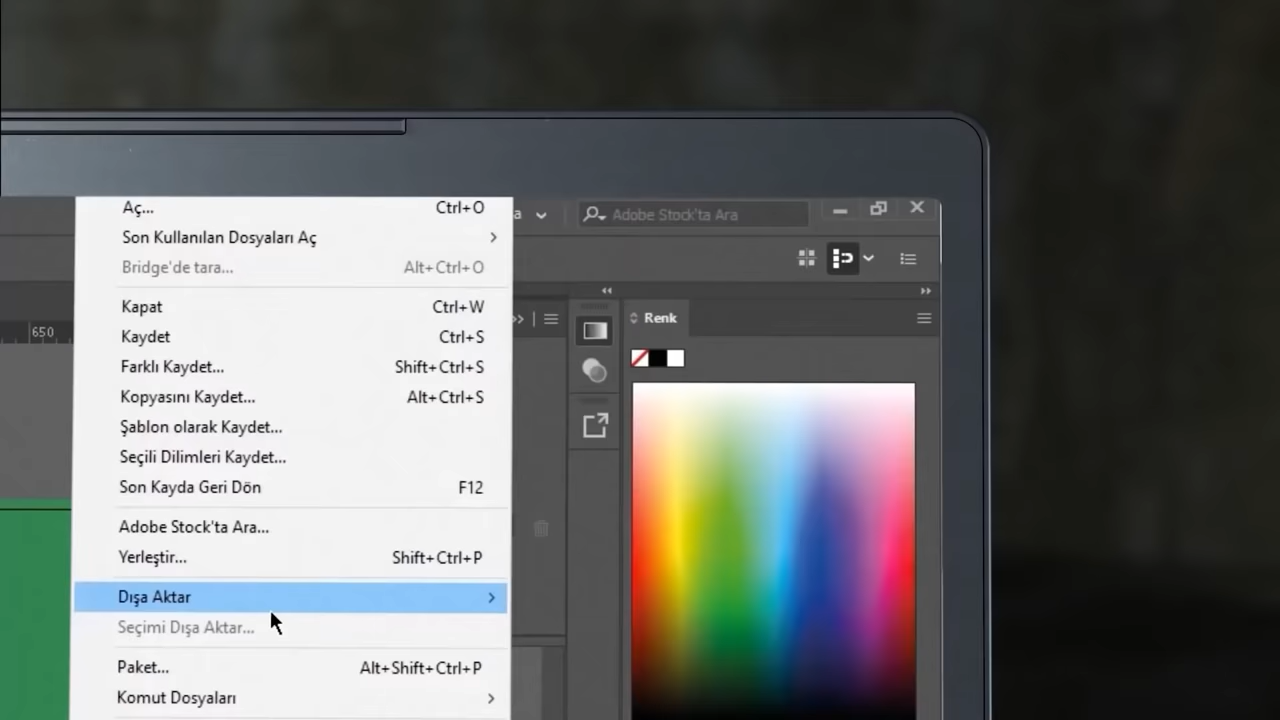 Aç... Ctrl+O
a
Adobe Stock'ta Ara
Son Kullanılan Dosyaları Aç
Bridge'de tara... Alt+Ctrl+O
Kapat Ctrl+W
Renk
650
Kaydet Ctrl+S
Farklı Kaydet... Shift+Ctrl+S
Kopyasını Kaydet... Alt+Ctrl+S
Şablon olarak Kaydet...
Seçili Dilimleri Kaydet...
Son Kayda Geri Dön F12
Adobe Stock'ta Ara...
Yerleştir... Shift+Ctrl+P
Dışa Aktar
Seçimi Dışa Aktar...
Paket... Alt+Shift+Ctrl+P
Komut Dosyaları